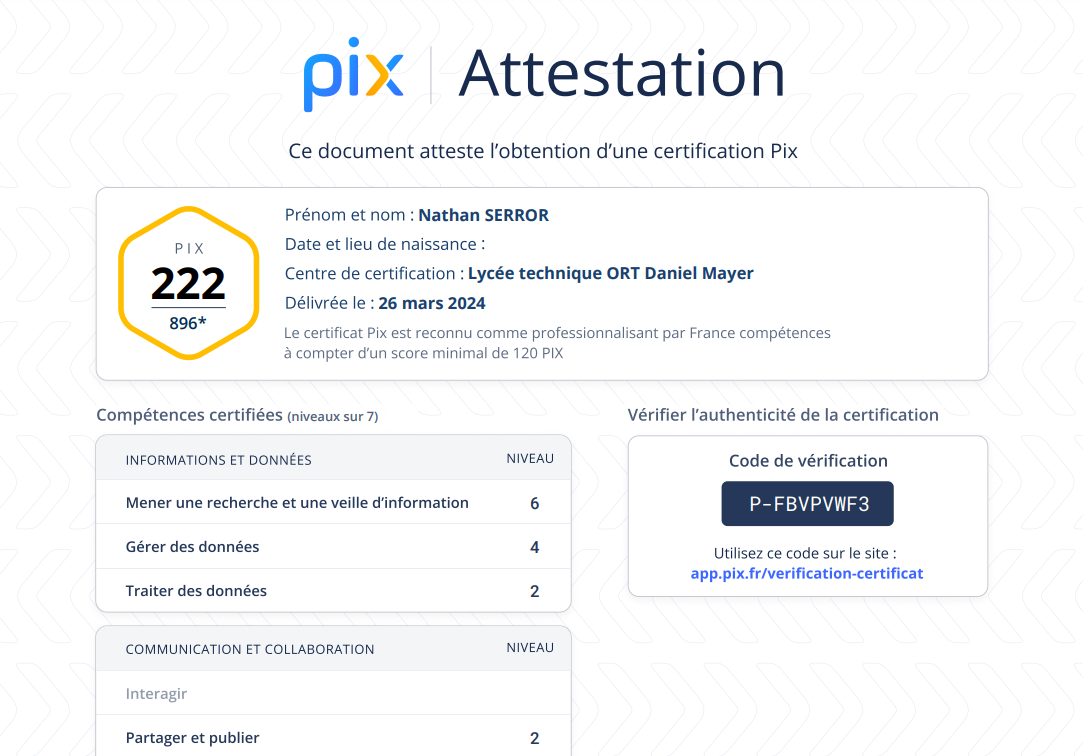 pix Attestation
Ce document atteste l’obtention d’une certification Pix
PIX
222
896*
Prénom et nom : Nathan SERROR
Date et lieu de naissance :
Centre de certification : Lycée technique ORT Daniel Mayer
Délivrée le : 26 mars 2024
Le certificat Pix est reconnu comme professionnalisant par France compétences
à compter d’un score minimal de 120 PIX
Compétences certifiées (niveaux sur 7)
INFORMATIONS ET DONNÉES NIVEAU
Mener une recherche et une veille d’information 6
Gérer des données 4
Traiter des données 2
COMMUNICATION ET COLLABORATION NIVEAU
Interagir
Partager et publier 2
Vérifier l’authenticité de la certification
Code de vérification
P-FBVPVWF3
Utilisez ce code sur le site :
app.pix.fr/verification-certificat